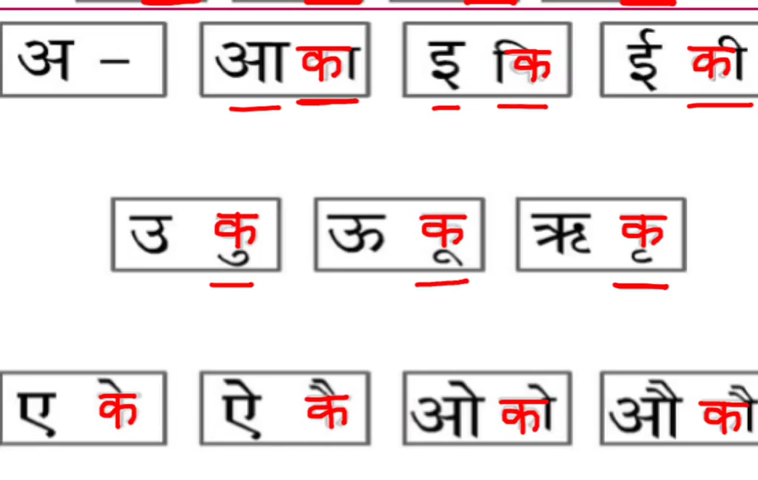 अ – आ का इ कि ई की
उ कु ऊ कू ऋ कृ
ए के ऐ कै ओ को औ कौ